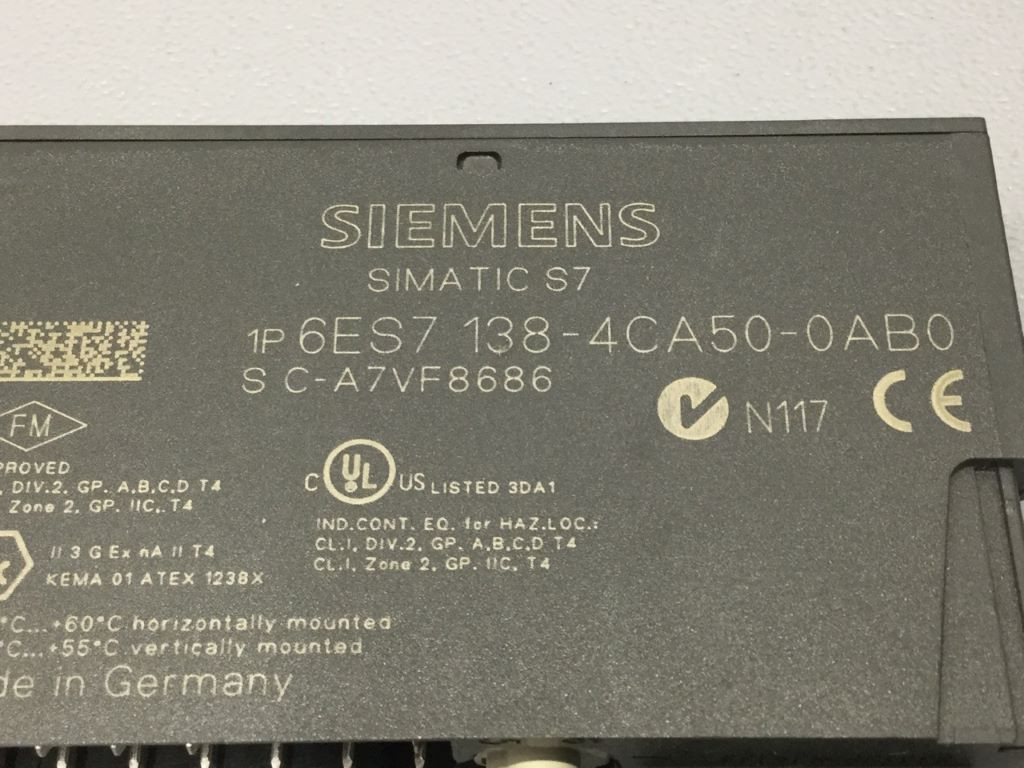 SIEMENS
SIMATIC S7
1P 6ES7 138-4CA50-0AB0
S C-A7VF8686
N117 CE
FM
PROVED
, DIV.2, GP. A,B,C,D T4
Zone 2, GP. IIC, T4
C UL US LISTED 3DA1
IND.CONT. EQ. for HAZ.LOC.:
CL.I, DIV.2, GP. A,B,C,D T4
CL.I, Zone 2, GP. IIC, T4
II 3 G Ex nA II T4
KEMA 01 ATEX 1238X
°C...+60°C horizontally mounted
°C...+55°C vertically mounted
de in Germany